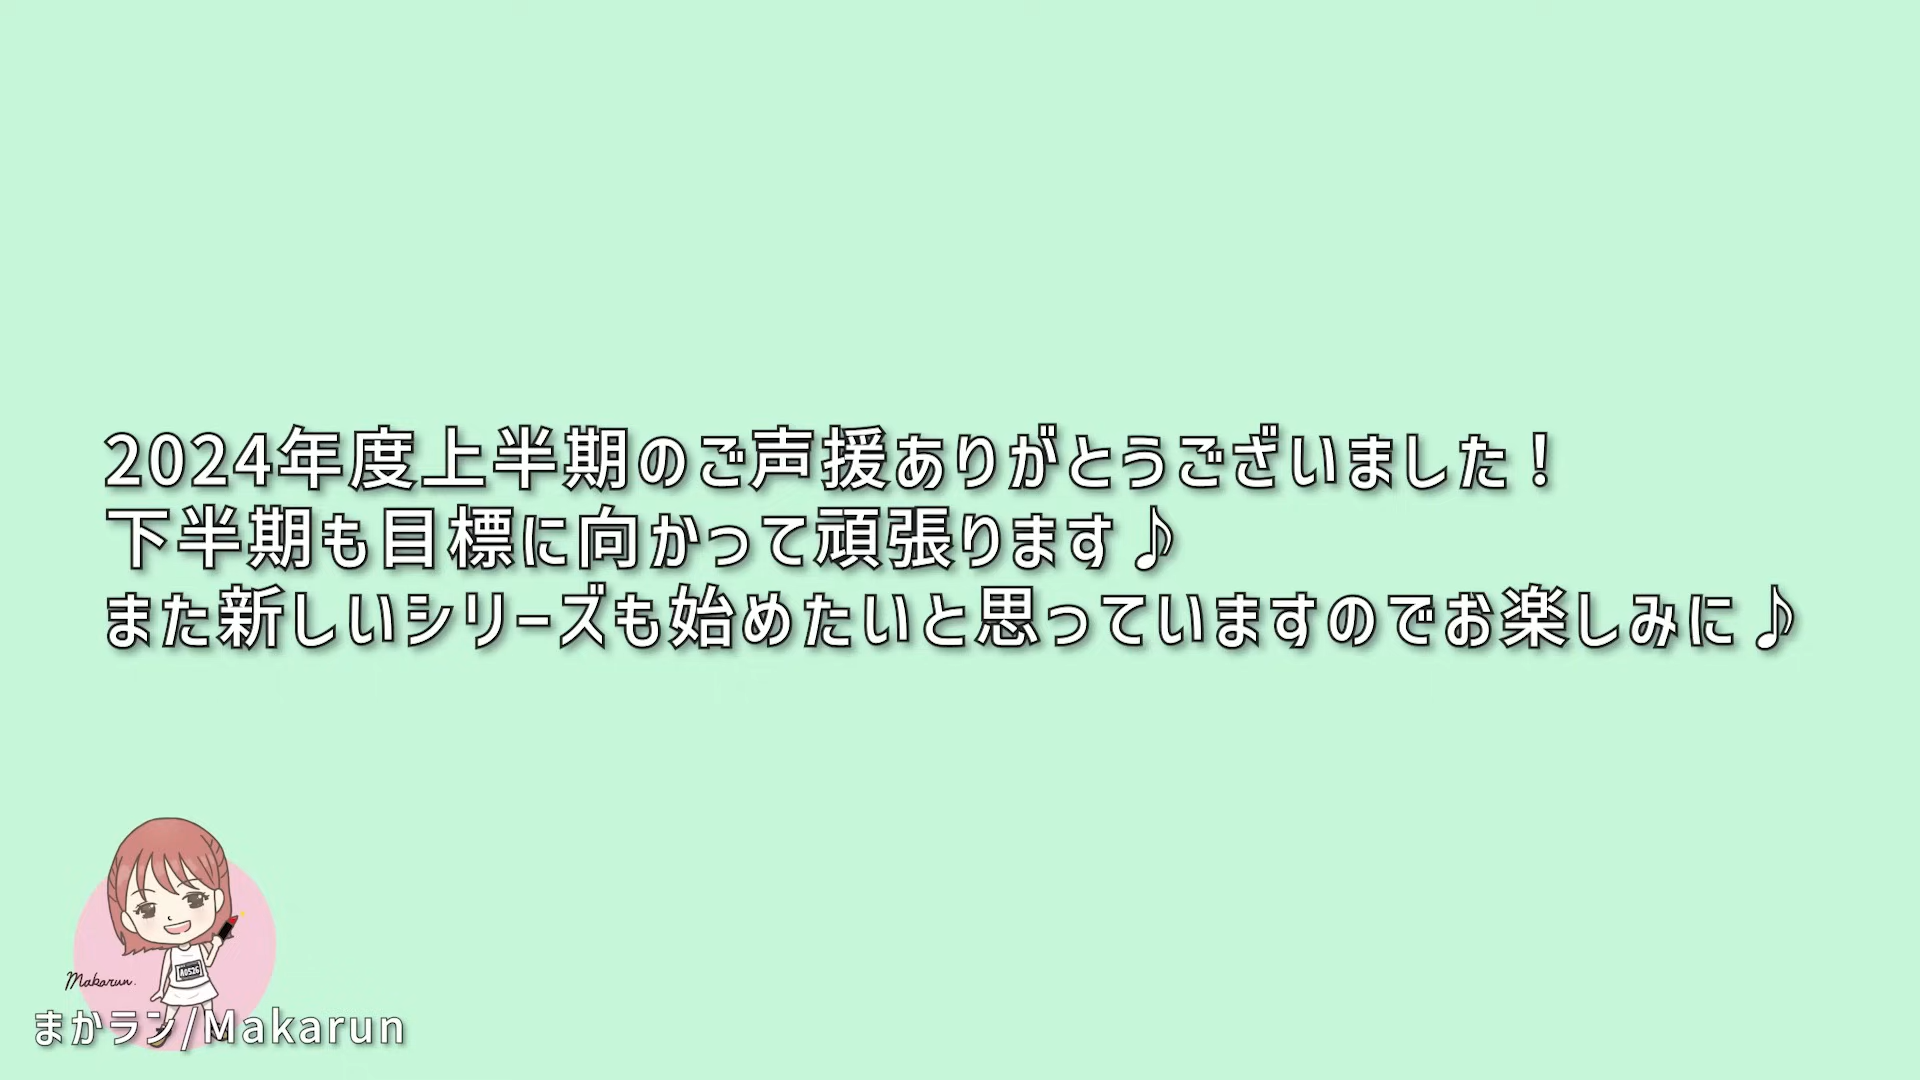 2024年度上半期のご声援ありがとうございました！
下半期も目標に向かって頑張ります♪
また新しいシリーズも始めたいと思っていますのでお楽しみに♪
Makarun.
まかラン/Makarun